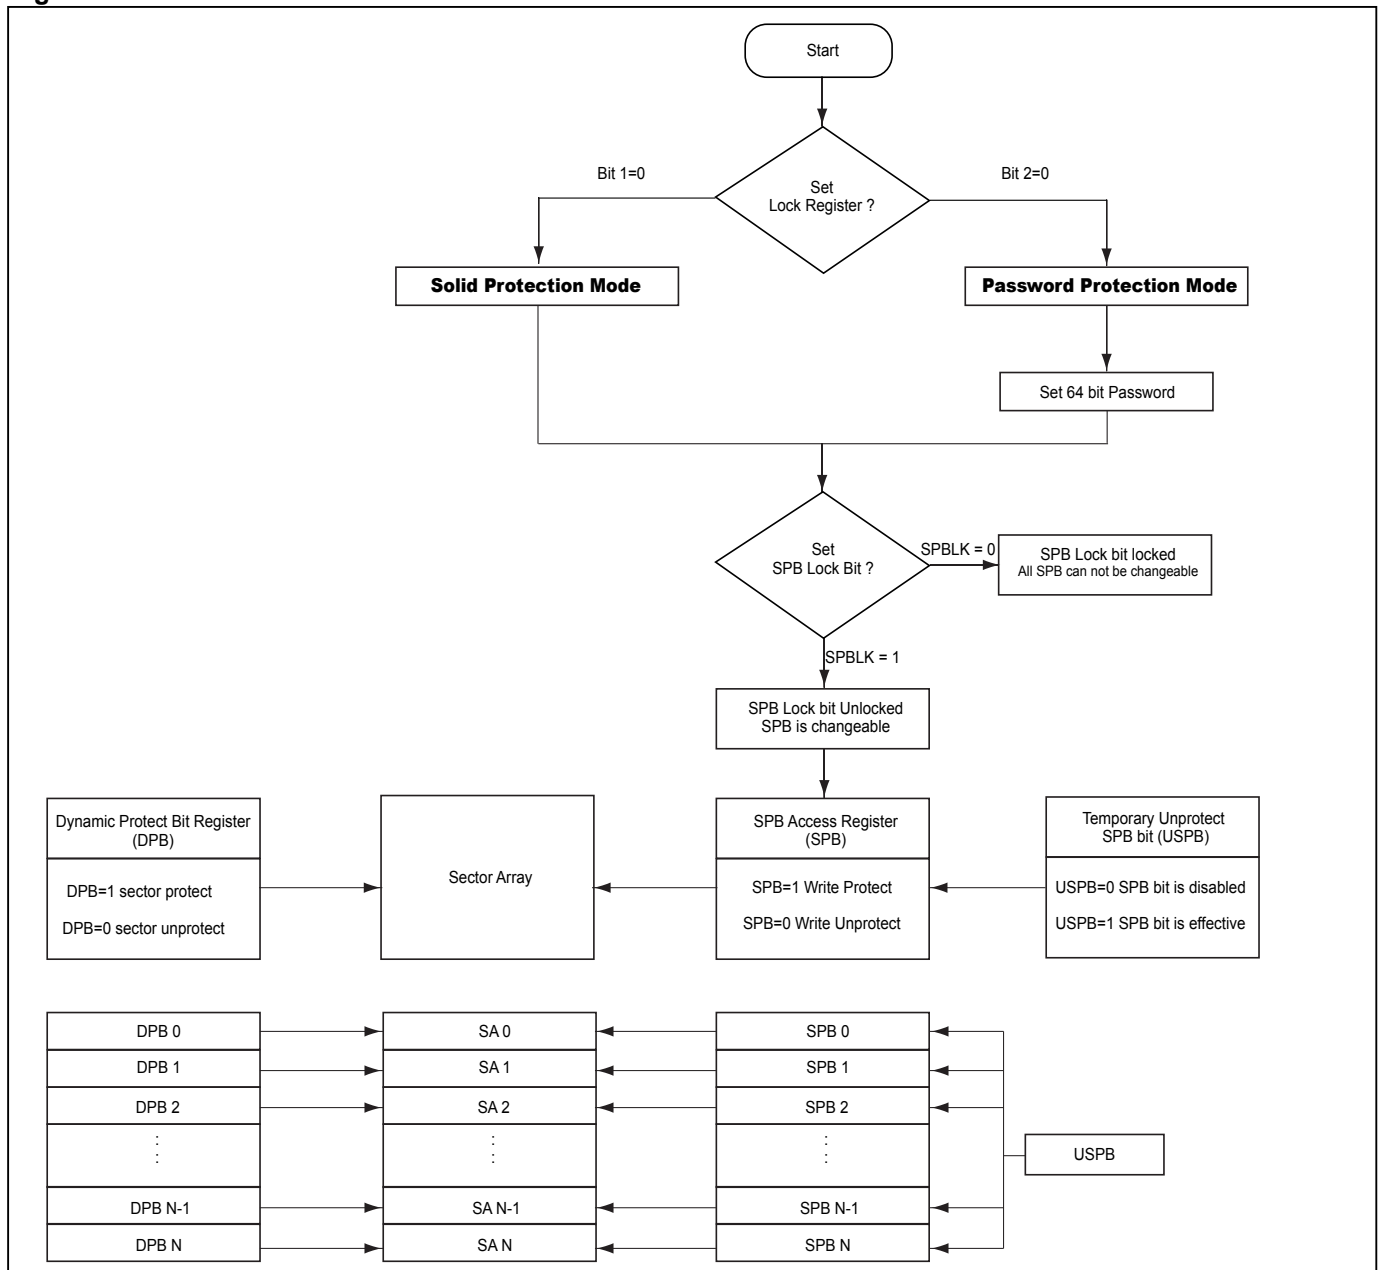 Start
Bit 1=0
Bit 2=0
Set
Lock Register ?
Solid Protection Mode
Password Protection Mode
Set 64 bit Password
Set
SPB Lock Bit ?
SPBLK = 0
SPB Lock bit locked
All SPB can not be changeable
SPBLK = 1
SPB Lock bit Unlocked
SPB is changeable
Dynamic Protect Bit Register
(DPB)
DPB=1 sector protect
DPB=0 sector unprotect
Sector Array
SPB Access Register
(SPB)
SPB=1 Write Protect
SPB=0 Write Unprotect
Temporary Unprotect
SPB bit (USPB)
USPB=0 SPB bit is disabled
USPB=1 SPB bit is effective
DPB 0
SA 0
SPB 0
DPB 1
SA 1
SPB 1
DPB 2
SA 2
SPB 2
USPB
DPB N-1
SA N-1
SPB N-1
DPB N
SA N
SPB N